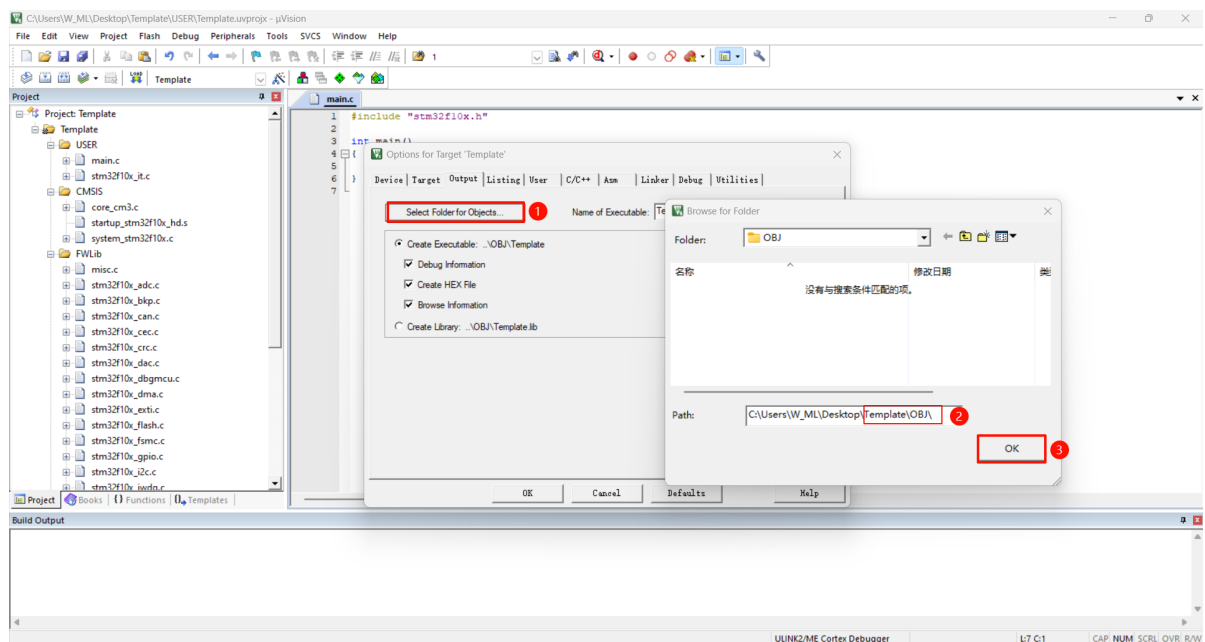 C:\Users\W_ML\Desktop\Template\USER\Template.uvprojx - µVision
File Edit View Project Flash Debug Peripherals Tools SVCS Window Help
1
Template
Project
Project: Template
Template
USER
main.c
stm32f10x_it.c
CMSIS
core_cm3.c
startup_stm32f10x_hd.s
system_stm32f10x.c
FWLib
misc.c
stm32f10x_adc.c
stm32f10x_bkp.c
stm32f10x_can.c
stm32f10x_cec.c
stm32f10x_crc.c
stm32f10x_dac.c
stm32f10x_dbgmcu.c
stm32f10x_dma.c
stm32f10x_exti.c
stm32f10x_flash.c
stm32f10x_fsmc.c
stm32f10x_gpio.c
stm32f10x_i2c.c
stm32f10x_iwdg.c
Project Books {} Functions 0 Templates
main.c
1 #include "stm32f10x.h"
2
3 int main()
4 {
5
6 }
7
Options for Target 'Template'
Device Target Output Listing User C/C++ Asm Linker Debug Utilities
Select Folder for Objects... 1 Name of Executable: Te
Create Executable: ..\OBJ\Template
Debug Information
Create HEX File
Browse Information
Create Library: ..\OBJ\Template.lib
OK Cancel Defaults Help
Browse for Folder
Folder: OBJ
名称 修改日期
没有与搜索条件匹配的项。
Path: C:\Users\W_ML\Desktop\Template\OBJ\ 2
OK 3
Build Output
ULINK2/ME Cortex Debugger L:7 C:1 CAP NUM SCRL OVR R/W